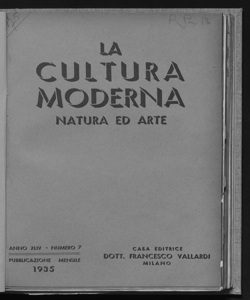 LA
CULTURA
MODERNA
NATURA ED ARTE
ANNO XLIV - NUMERO 7
PUBBLICAZIONE MENSILE
1935
CASA EDITRICE
DOTT. FRANCESCO VALLARDI
MILANO